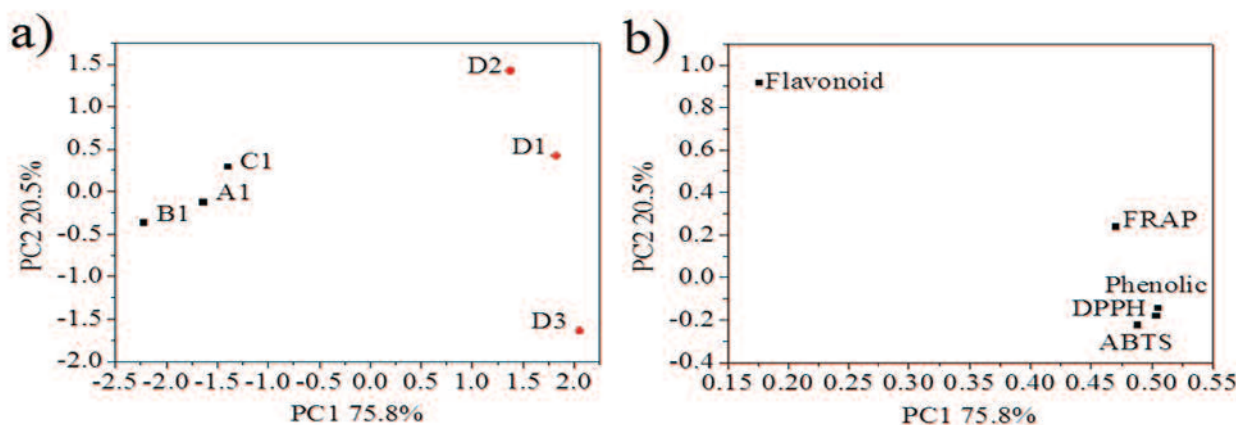 a)
PC2 20.5%
1.5
1.0
0.5
0.0
-0.5
-1.0
-1.5
-2.0
D2
D1
C1
A1
B1
D3
-2.5 -2.0 -1.5 -1.0 -0.5 0.0 0.5 1.0 1.5 2.0
PC1 75.8%
b)
PC2 20.5%
1.0
0.8
0.6
0.4
0.2
0.0
-0.2
-0.4
Flavonoid
FRAP
Phenolic
DPPH
ABTS
0.15 0.20 0.25 0.30 0.35 0.40 0.45 0.50 0.55
PC1 75.8%